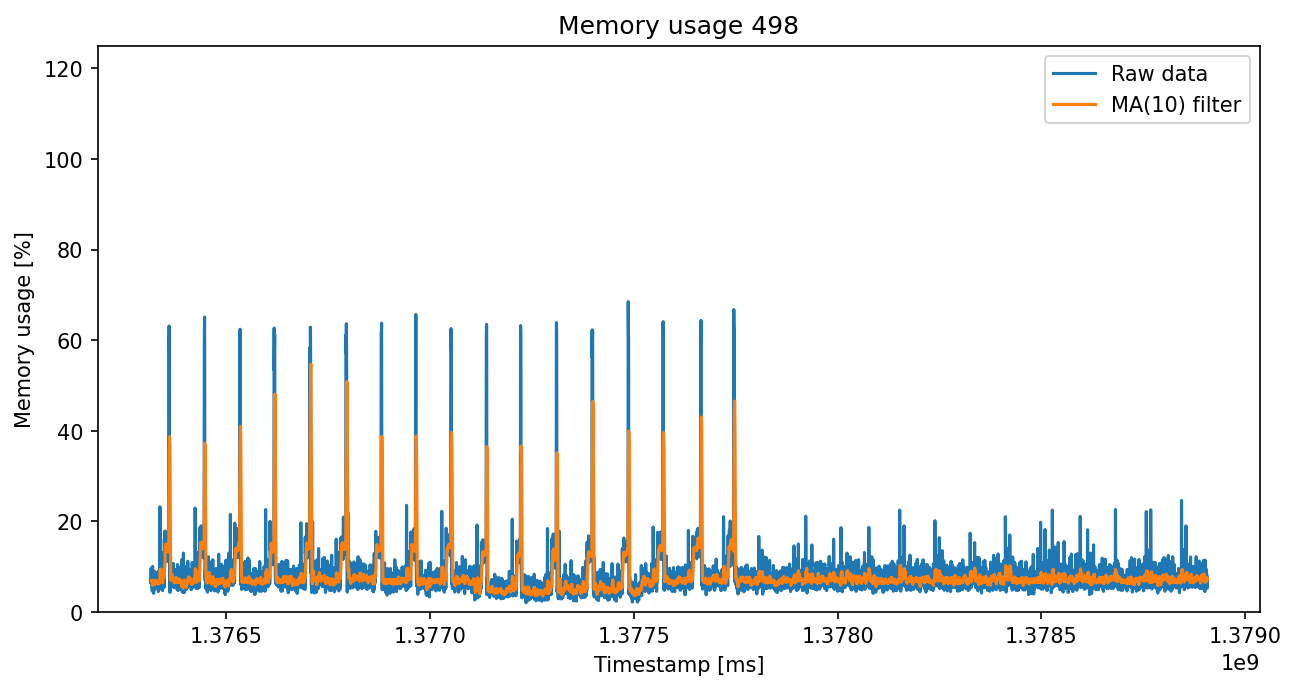 Memory usage 498
Raw data
MA(10) filter
Memory usage [%]
120
100
80
60
40
20
0
1.3765 1.3770 1.3775 1.3780 1.3785 1.3790
1e9
Timestamp [ms]